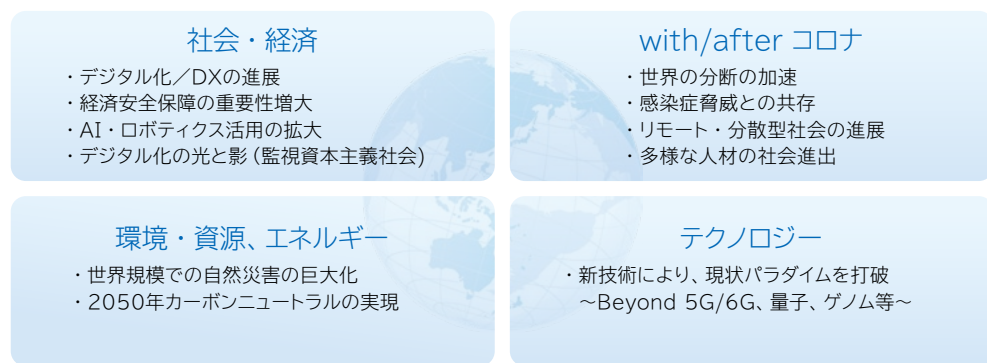 社会・経済
・デジタル化／DXの進展
・経済安全保障の重要性増大
・AI・ロボティクス活用の拡大
・デジタル化の光と影（監視資本主義社会）
with/after コロナ
・世界の分断の加速
・感染症脅威との共存
・リモート・分散型社会の進展
・多様な人材の社会進出
環境・資源、エネルギー
・世界規模での自然災害の巨大化
・2050年カーボンニュートラルの実現
テクノロジー
・新技術により、現状パラダイムを打破
～Beyond 5G/6G、量子、ゲノム等～